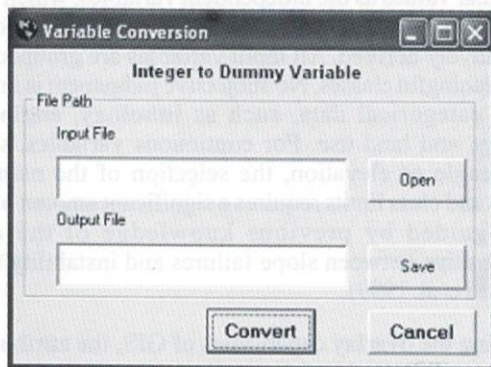 Variable Conversion
Integer to Dummy Variable
File Path
Input File
Open
Output File
Save
Convert
Cancel